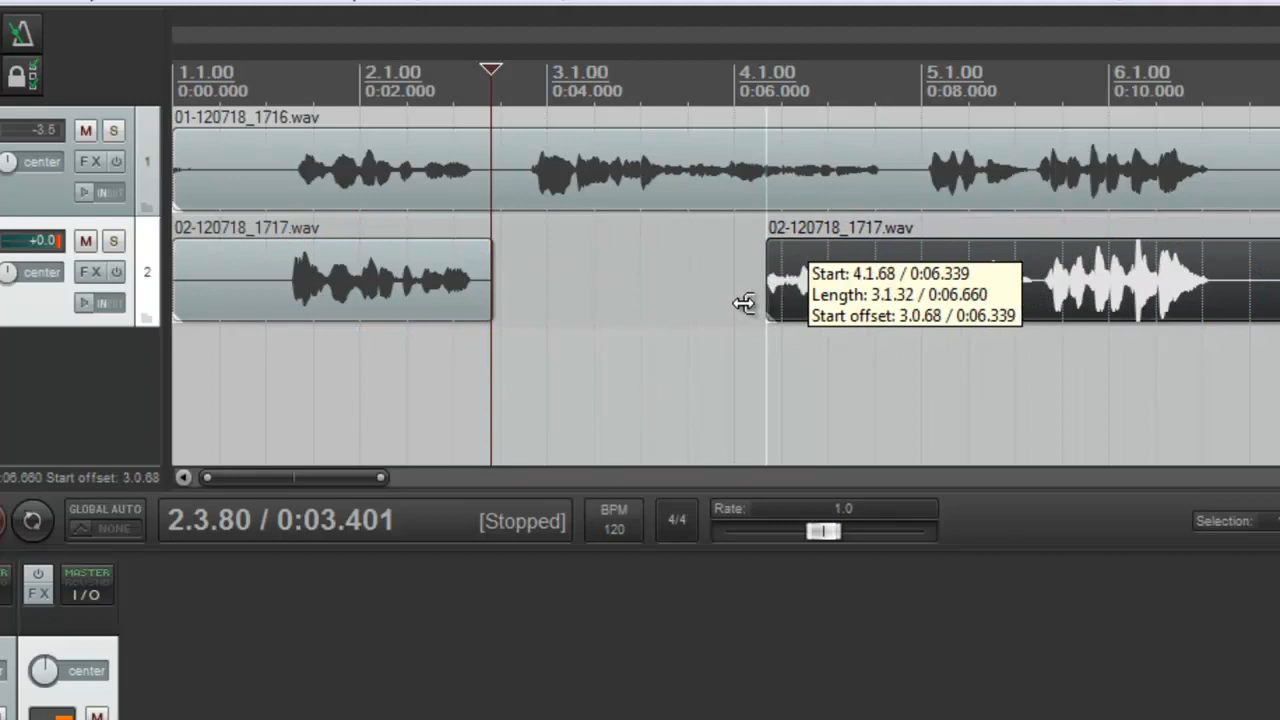 1.1.00 2.1.00 3.1.00 4.1.00 5.1.00 6.1.00
0:00.000 0:02.000 0:04.000 0:06.000 0:08.000 0:10.000
01-120718_1716.wav
-3.5 M S
center FX 1
IN
02-120718_1717.wav 02-120718_1717.wav
+0.0 M S
center FX 2
IN
Start: 4.1.68 / 0:06.339
Length: 3.1.32 / 0:06.660
Start offset: 3.0.68 / 0:06.339
:06.660 Start offset: 3.0.68
GLOBAL AUTO
NONE
2.3.80 / 0:03.401 [Stopped]
BPM
120
4/4
Rate: 1.0
Selection:
FX
MASTER
I/O
center
M